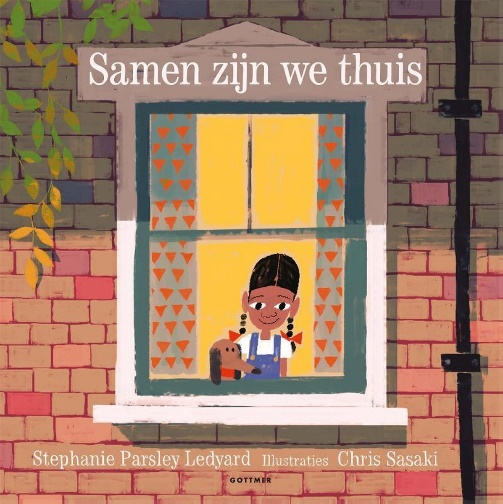 Samen zijn we thuis
Stephanie Parsley Ledyard Illustraties Chris Sasaki
GOTTMER